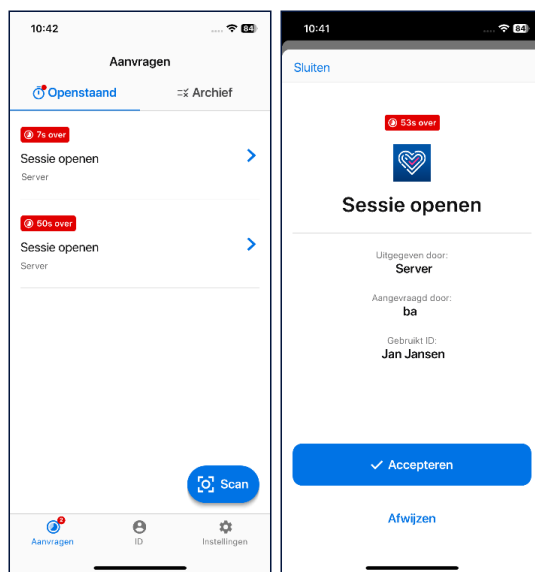 10:42
84
Aanvragen
Openstaand
Archief
7s over
Sessie openen
Server
50s over
Sessie openen
Server
Scan
2
Aanvragen
ID
Instellingen
10:41
84
Sluiten
53s over
Sessie openen
Uitgegeven door:
Server
Aangevraagd door:
ba
Gebruikt ID:
Jan Jansen
Accepteren
Afwijzen